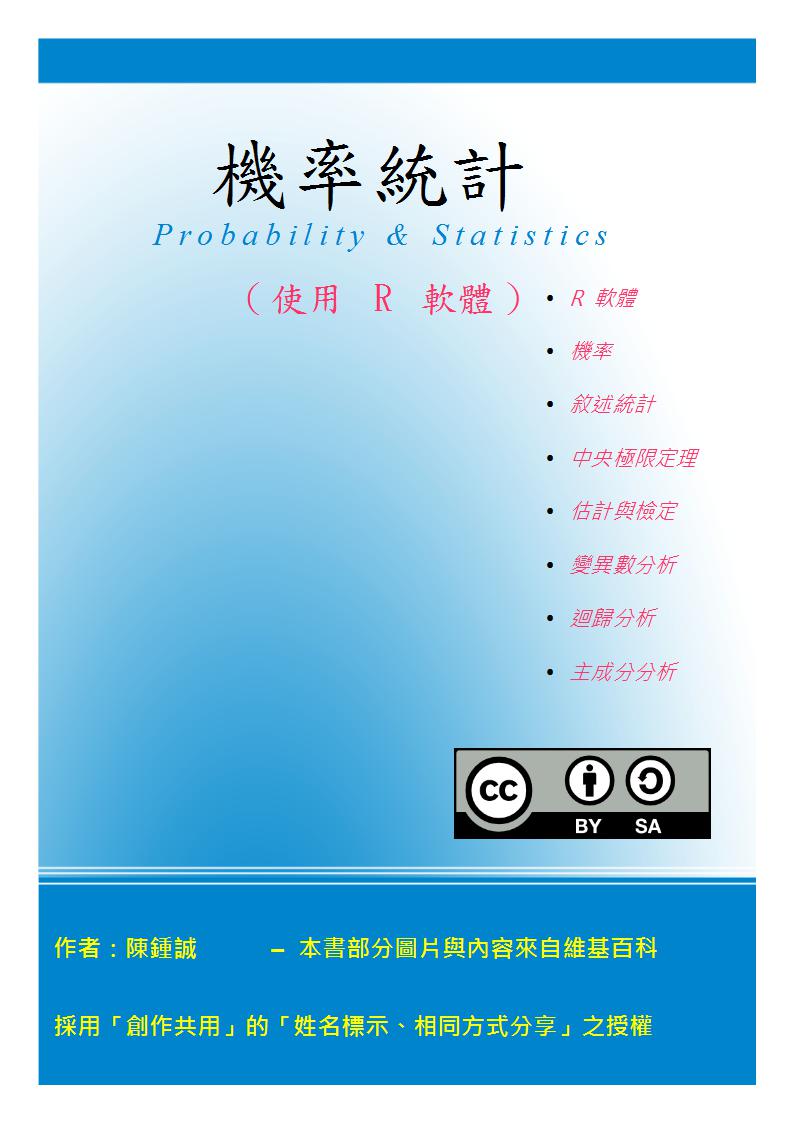 機率統計
Probability & Statistics
(使用 R 軟體)
• R 軟體
• 機率
• 敘述統計
• 中央極限定理
• 估計與檢定
• 變異數分析
• 迴歸分析
• 主成分分析
CC
BY SA
作者：陳鍾誠 – 本書部分圖片與內容來自維基百科
採用「創作共用」的「姓名標示、相同方式分享」之授權